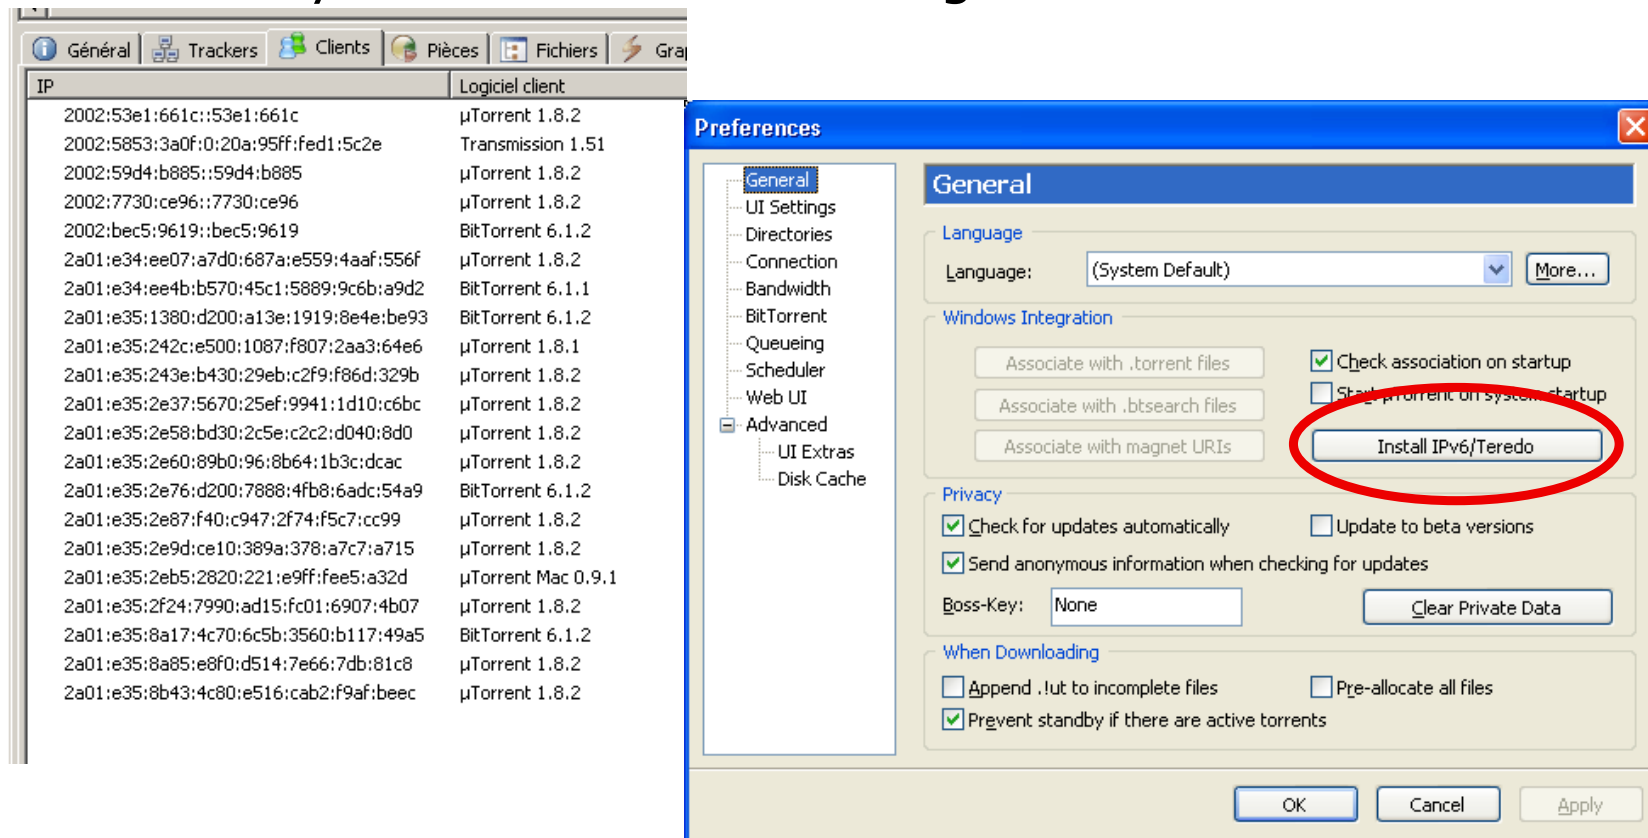 Général Trackers Clients Pièces Fichiers
IP Logiciel client
2002:53e1:661c::53e1:661c µTorrent 1.8.2
2002:5853:3a0f:0:20a:95ff:fed1:5c2e Transmission 1.51
2002:59d4:b885::59d4:b885 µTorrent 1.8.2
2002:7730:ce96::7730:ce96 µTorrent 1.8.2
2002:bec5:9619::bec5:9619 BitTorrent 6.1.2
2a01:e34:ee07:a7d0:687a:e559:4aaf:556f µTorrent 1.8.2
2a01:e34:ee4b:b570:45c1:5889:9c6b:a9d2 BitTorrent 6.1.1
2a01:e35:1380:d200:a13e:1919:8e4e:be93 BitTorrent 6.1.2
2a01:e35:242c:e500:1087:f807:2aa3:64e6 µTorrent 1.8.1
2a01:e35:243e:b430:29eb:c2f9:f86d:329b µTorrent 1.8.2
2a01:e35:2e37:5670:25ef:9941:1d10:c6bc µTorrent 1.8.2
2a01:e35:2e58:bd30:2c5e:c2c2:d040:8d0 µTorrent 1.8.2
2a01:e35:2e60:89b0:96:8b64:1b3c:dcac µTorrent 1.8.2
2a01:e35:2e76:d200:7888:4fb8:6adc:54a9 BitTorrent 6.1.2
2a01:e35:2e87:f40:c947:2f74:f5c7:cc99 µTorrent 1.8.2
2a01:e35:2e9d:ce10:389a:378:a7c7:a715 µTorrent 1.8.2
2a01:e35:2eb5:2820:221:e9ff:fee5:a32d µTorrent Mac 0.9.1
2a01:e35:2f24:7990:ad15:fc01:6907:4b07 µTorrent 1.8.2
2a01:e35:8a17:4c70:6c5b:3560:b117:49a5 BitTorrent 6.1.2
2a01:e35:8a85:e8f0:d514:7e66:7db:81c8 µTorrent 1.8.2
2a01:e35:8b43:4c80:e516:cab2:f9af:beec µTorrent 1.8.2
Preferences
General
UI Settings
Directories
Connection
Bandwidth
BitTorrent
Queueing
Scheduler
Web UI
Advanced
UI Extras
Disk Cache
General
Language
Language: (System Default) More...
Windows Integration
Associate with .torrent files Check association on startup
Associate with .btsearch files Start µTorrent on system startup
Associate with magnet URIs Install IPv6/Teredo
Privacy
Check for updates automatically Update to beta versions
Send anonymous information when checking for updates
Boss-Key: None Clear Private Data
When Downloading
Append .!ut to incomplete files Pre-allocate all files
Prevent standby if there are active torrents
OK Cancel Apply